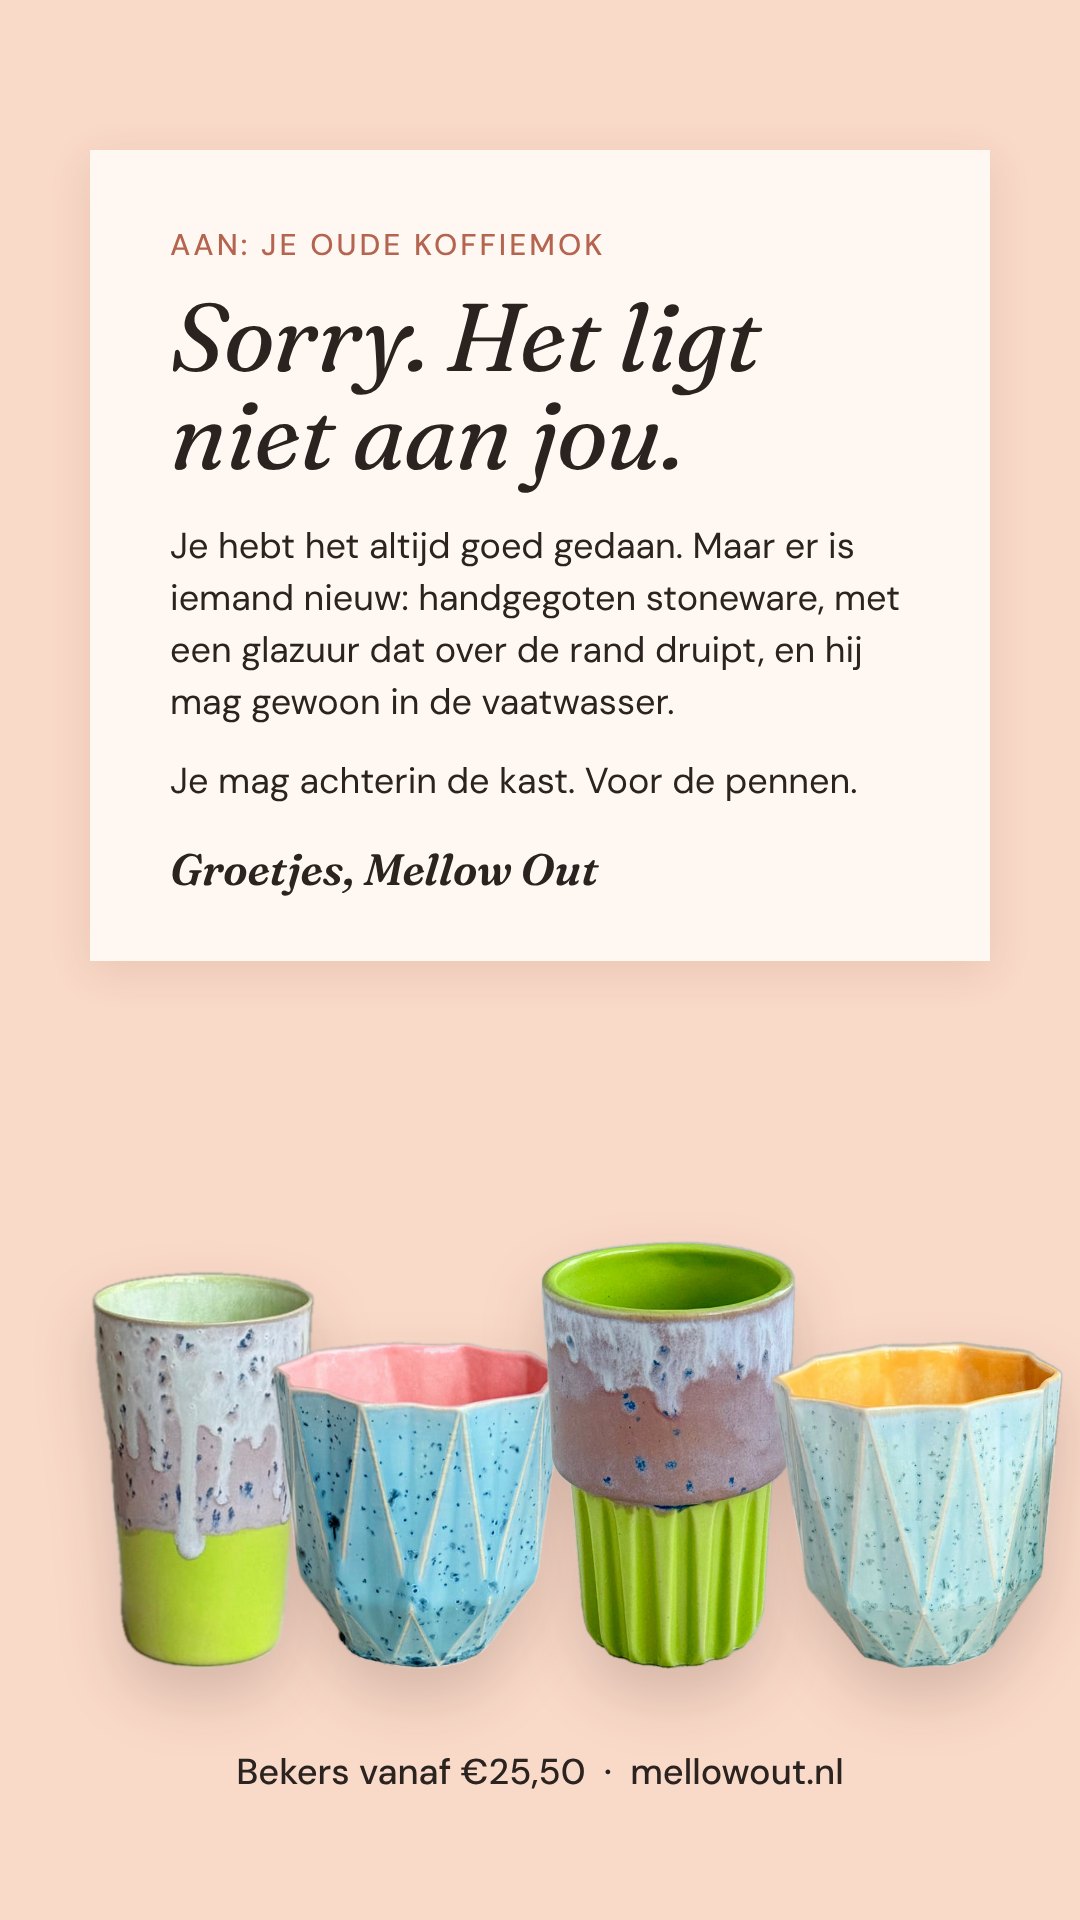 AAN: JE OUDE KOFFIEMOK
Sorry. Het ligt
niet aan jou.
Je hebt het altijd goed gedaan. Maar er is
iemand nieuw: handgegoten stoneware, met
een glazuur dat over de rand druipt, en hij
mag gewoon in de vaatwasser.
Je mag achterin de kast. Voor de pennen.
Groetjes, Mellow Out
Bekers vanaf €25,50 · mellowout.nl